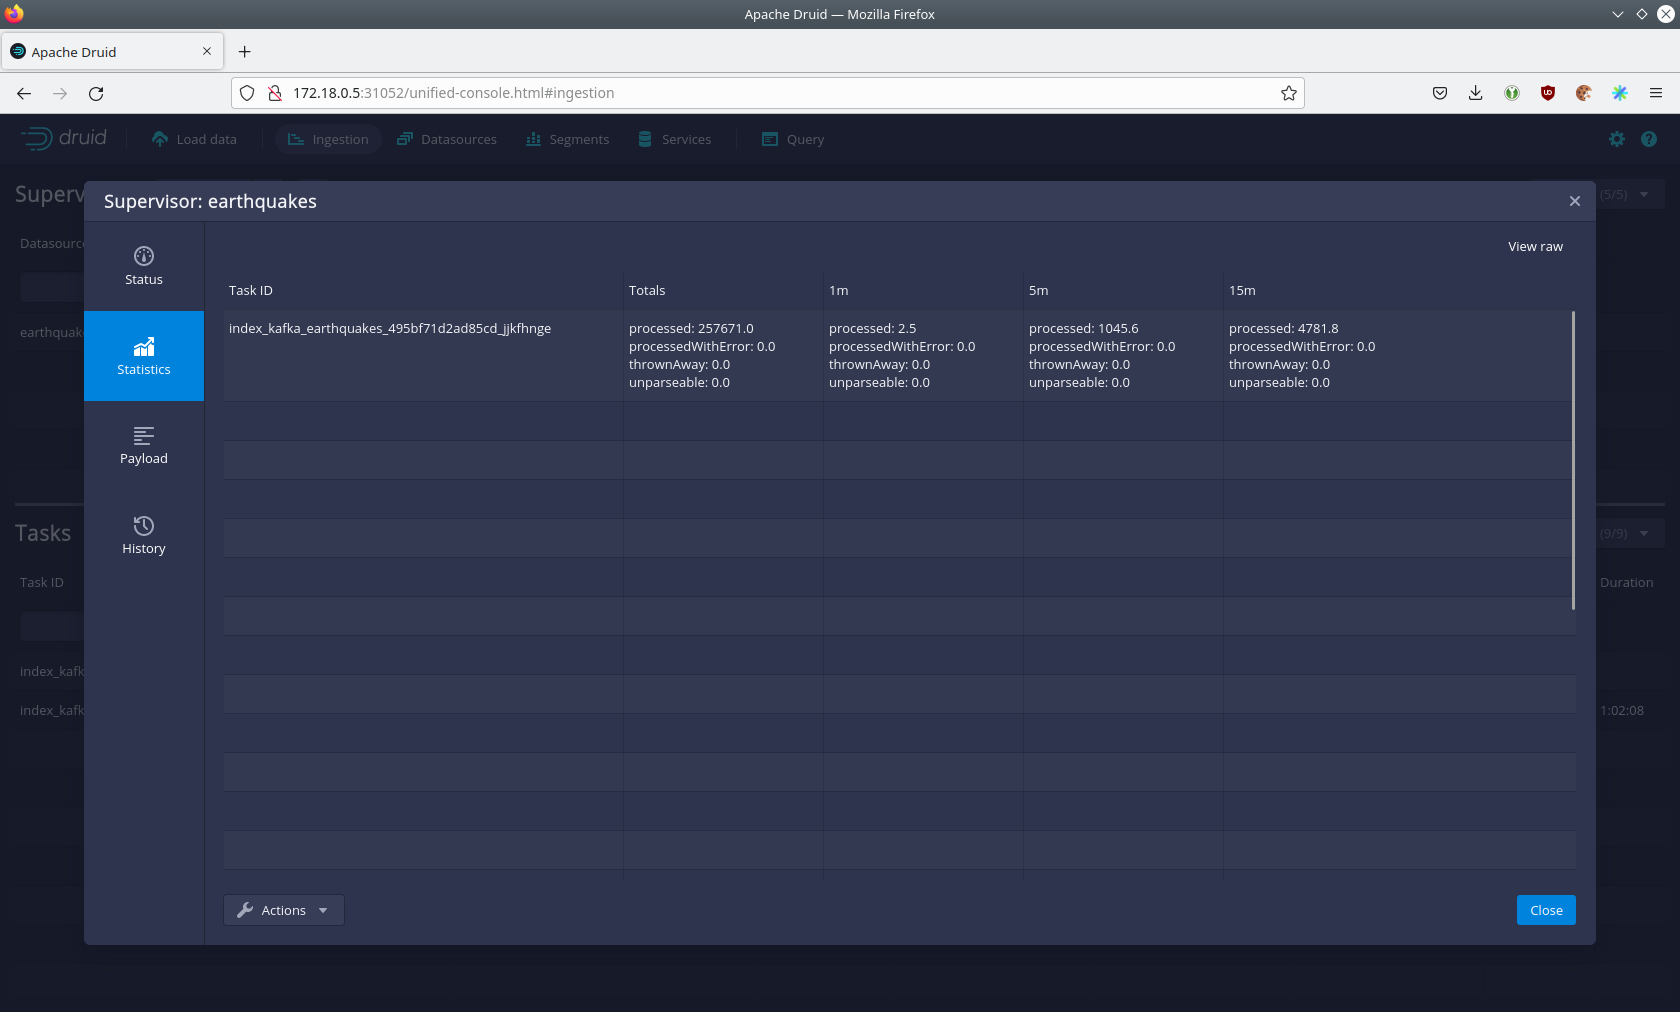 Apache Druid — Mozilla Firefox
Apache Druid
172.18.0.5:31052/unified-console.html#ingestion
druid
Load data
Ingestion
Datasources
Segments
Services
Query
(5/5)
Supervisor: earthquakes
View raw
Status
Statistics
Payload
History
Task ID
Totals
1m
5m
15m
index_kafka_earthquakes_495bf71d2ad85cd_jjkfhnge
processed: 257671.0
processedWithError: 0.0
thrownAway: 0.0
unparseable: 0.0
processed: 2.5
processedWithError: 0.0
thrownAway: 0.0
unparseable: 0.0
processed: 1045.6
processedWithError: 0.0
thrownAway: 0.0
unparseable: 0.0
processed: 4781.8
processedWithError: 0.0
thrownAway: 0.0
unparseable: 0.0
Actions
Close
Superv
Datasourc
earthquak
Tasks
(9/9)
Task ID
Duration
index_kafk
index_kafk
1:02:08